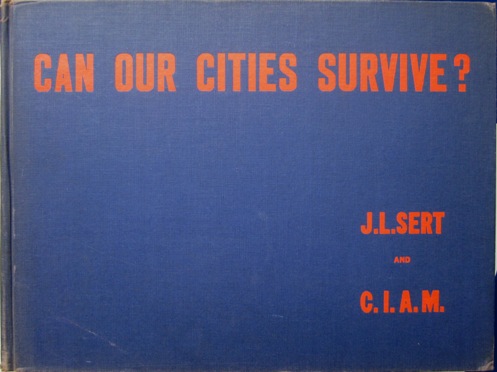 CAN OUR CITIES SURVIVE?
J.L.SERT
AND
C.I.A.M.